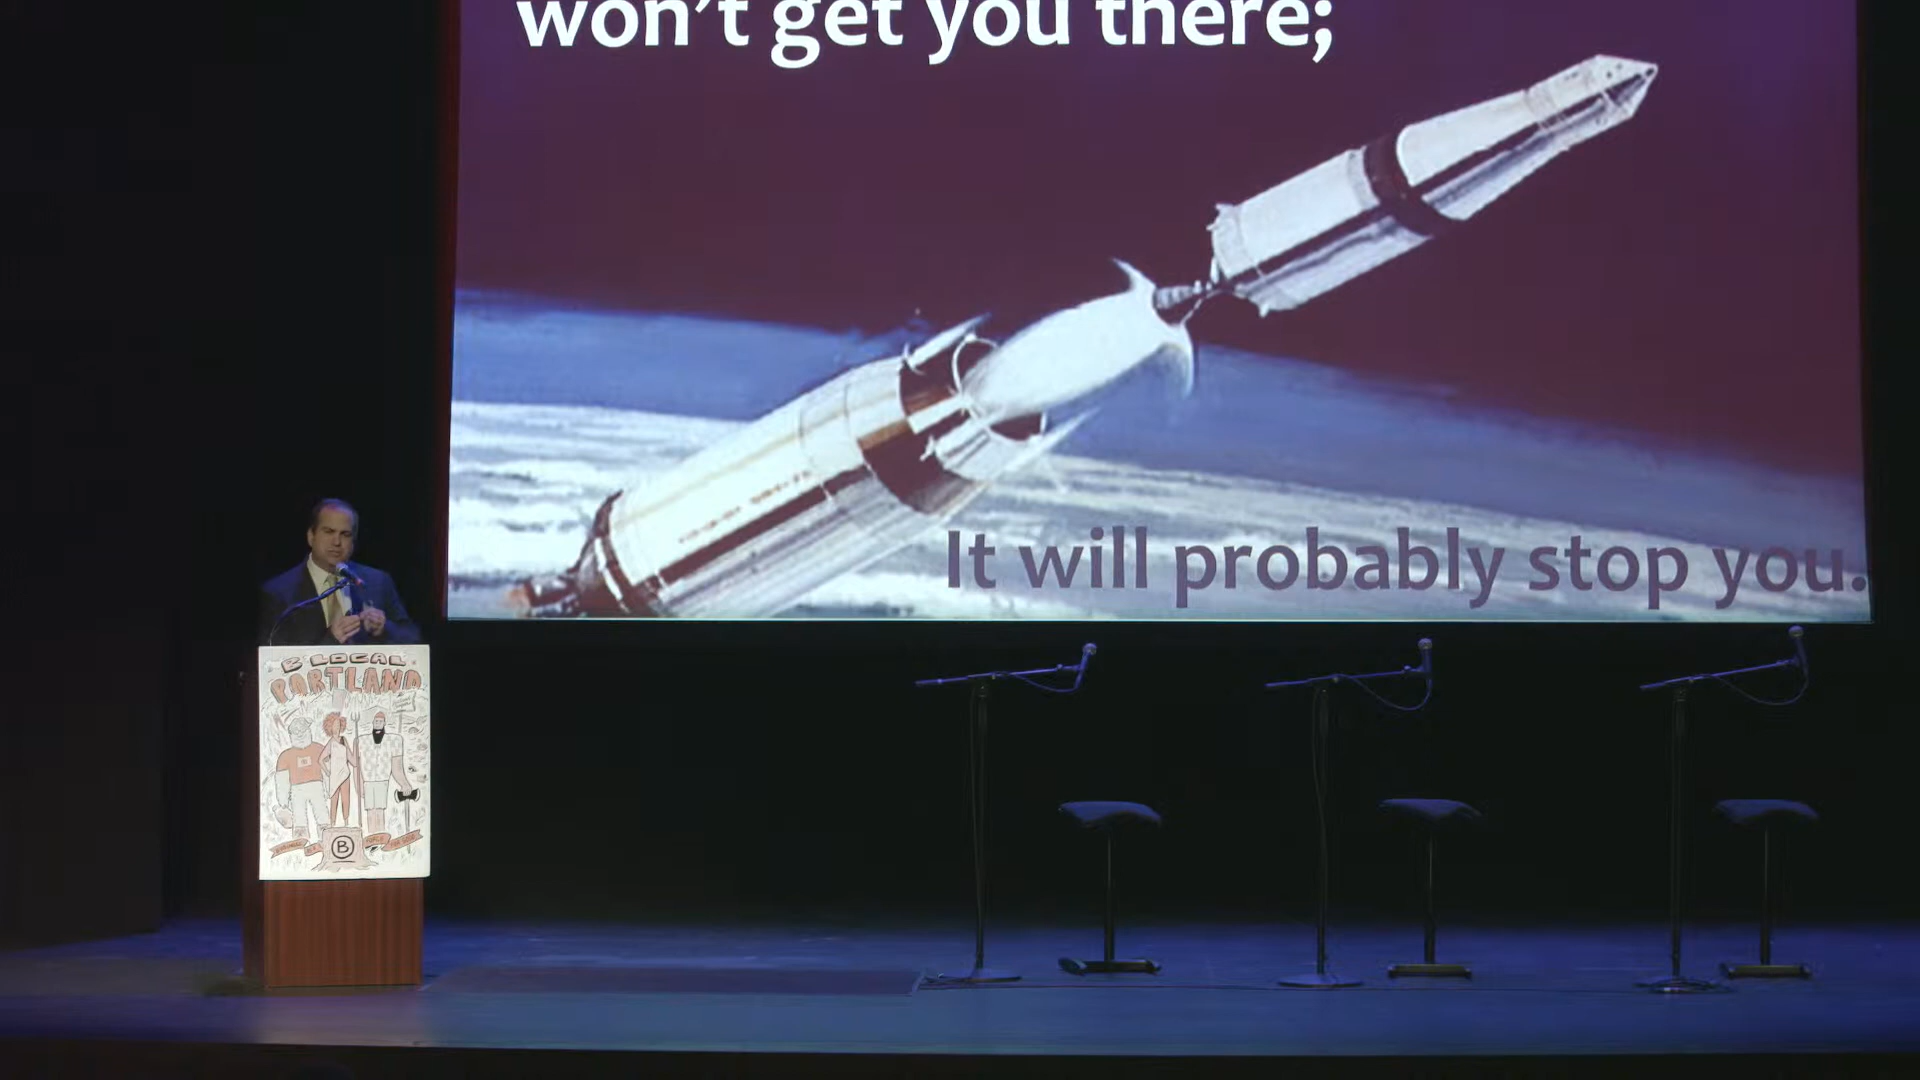 won't get you there;
It will probably stop you.
B LOCAL
PORTLAND
B